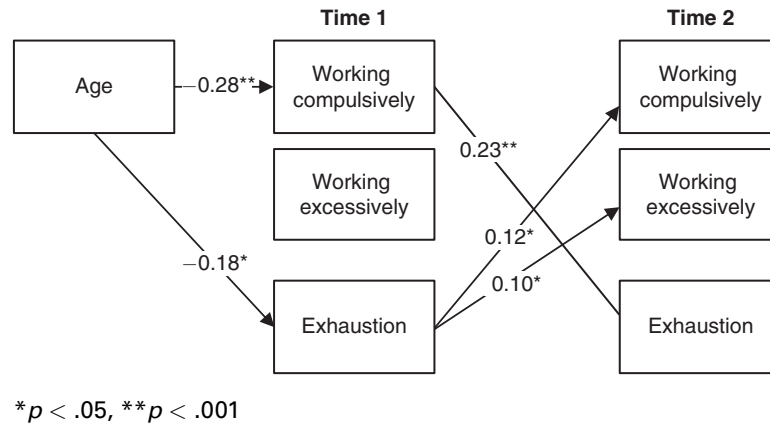 Time 1
Time 2
Age
−0.28**
Working
compulsively
Working
compulsively
0.23**
Working
excessively
Working
excessively
0.12*
−0.18*
0.10*
Exhaustion
Exhaustion
*p < .05, **p < .001